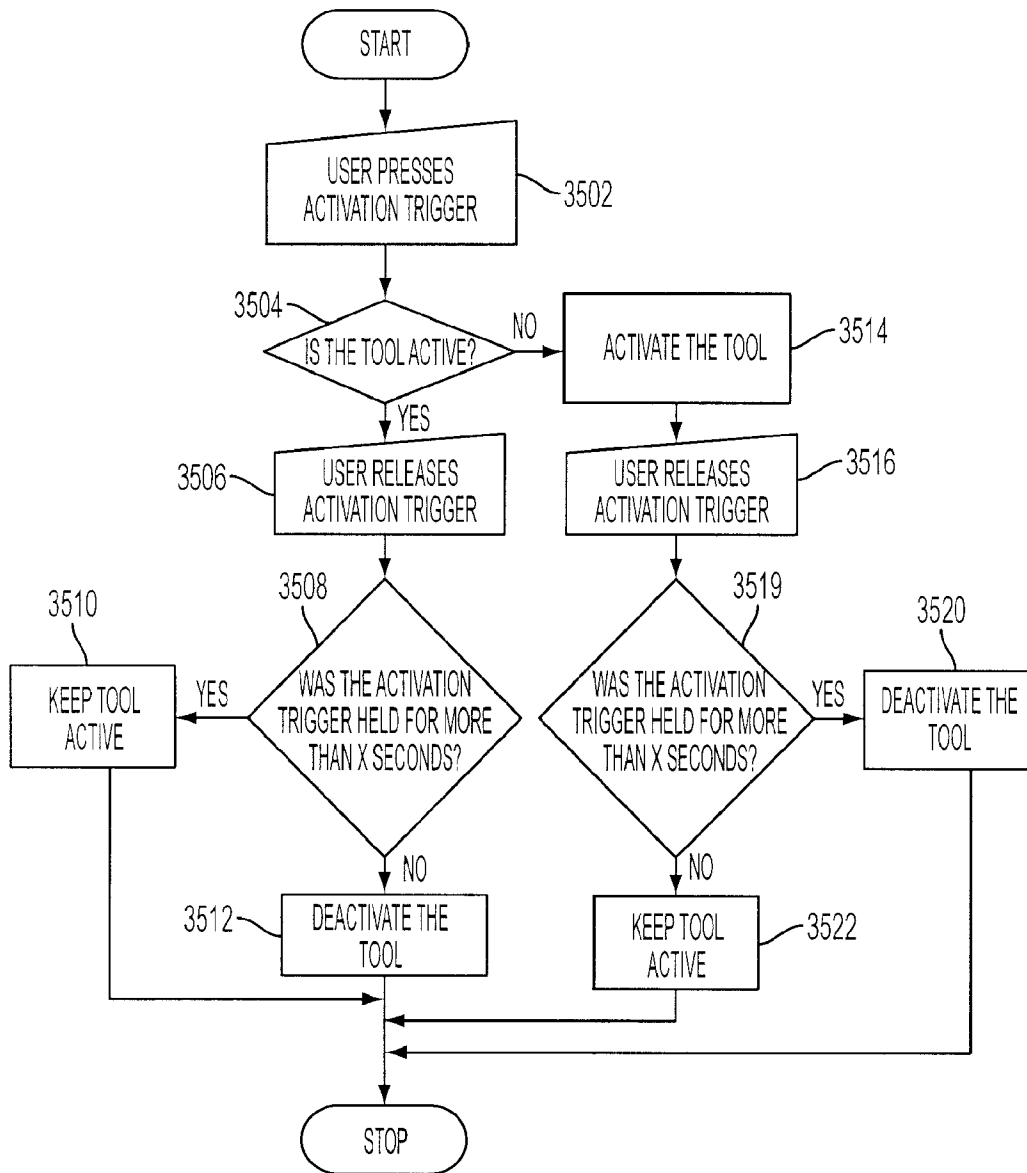 START
USER PRESSES
ACTIVATION TRIGGER
3502
3504
IS THE TOOL ACTIVE?
NO
ACTIVATE THE TOOL
3514
YES
3506
USER RELEASES
ACTIVATION TRIGGER
USER RELEASES
ACTIVATION TRIGGER
3516
3508
3519
3510
KEEP TOOL
ACTIVE
YES
WAS THE ACTIVATION
TRIGGER HELD FOR MORE
THAN X SECONDS?
WAS THE ACTIVATION
TRIGGER HELD FOR MORE
THAN X SECONDS?
YES
3520
DEACTIVATE THE
TOOL
NO
NO
3512
DEACTIVATE THE
TOOL
KEEP TOOL
ACTIVE
3522
STOP